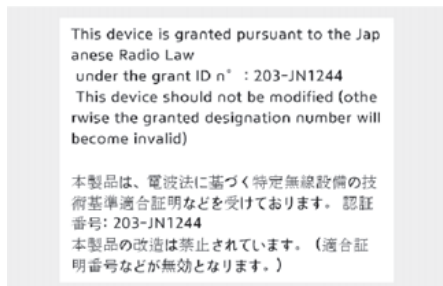 This device is granted pursuant to the Jap
anese Radio Law
under the grant ID n° : 203-JN1244
This device should not be modified (othe
rwise the granted designation number will
become invalid)
本製品は、電波法に基づく特定無線設備の技
術基準適合証明などを受けております。 認証
番号: 203-JN1244
本製品の改造は禁止されています。（適合証
明番号などが無効となります。）